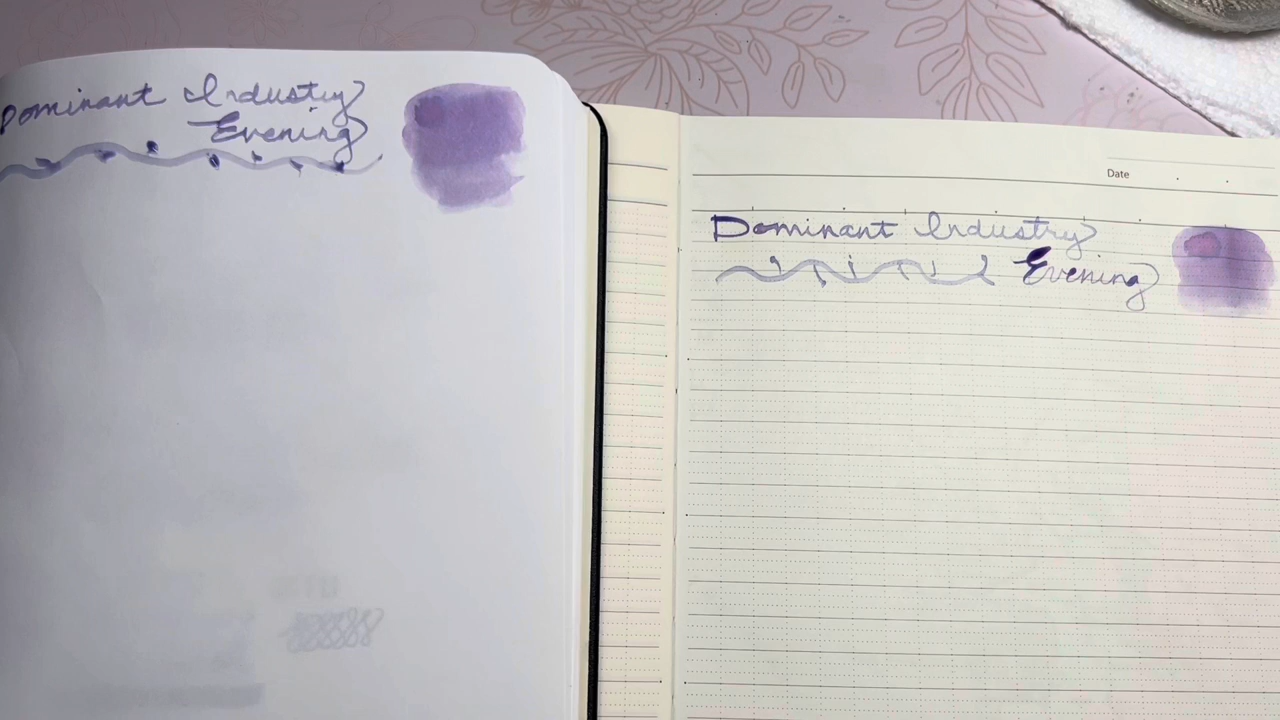 Dominant Industry
Evening
Date
Dominant Industry
Evening